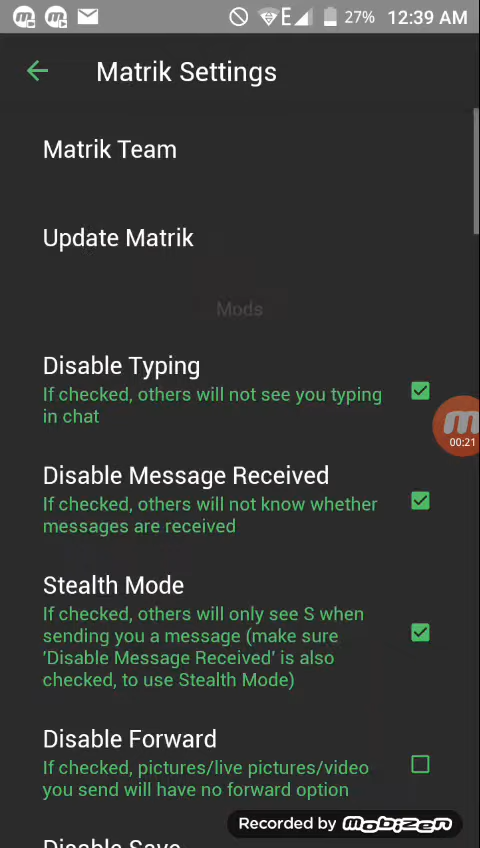 E 27% 12:39 AM
Matrik Settings
Matrik Team
Update Matrik
Mods
Disable Typing
If checked, others will not see you typing
in chat
00:21
Disable Message Received
If checked, others will not know whether
messages are received
Stealth Mode
If checked, others will only see S when
sending you a message (make sure
'Disable Message Received' is also
checked, to use Stealth Mode)
Disable Forward
If checked, pictures/live pictures/video
you send will have no forward option
Recorded by mobizen
Disable Save